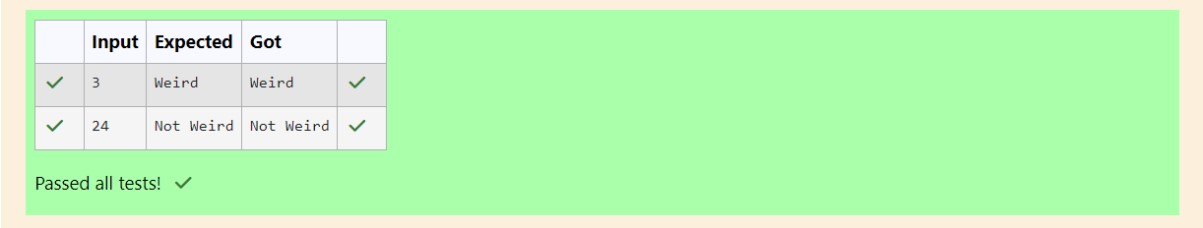 Input Expected Got
3 Weird Weird
24 Not Weird Not Weird
Passed all tests!